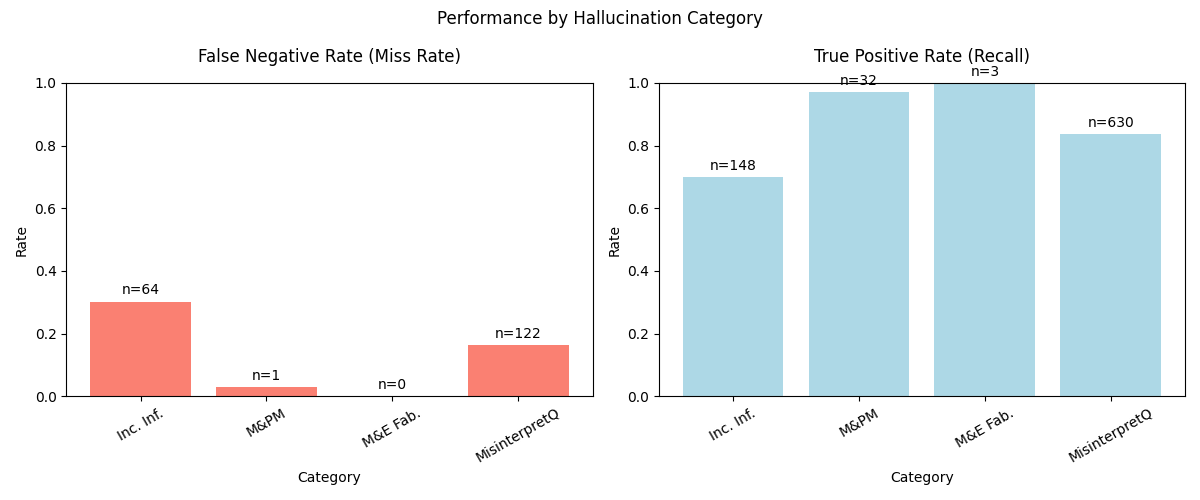 Performance by Hallucination Category
False Negative Rate (Miss Rate)
Rate
1.0
0.8
0.6
0.4
0.2
0.0
n=64
n=1
n=0
n=122
Inc. Inf.
M&PM
M&E Fab.
MisinterpretQ
Category
True Positive Rate (Recall)
Rate
1.0
0.8
0.6
0.4
0.2
0.0
n=148
n=32
n=3
n=630
Inc. Inf.
M&PM
M&E Fab.
MisinterpretQ
Category